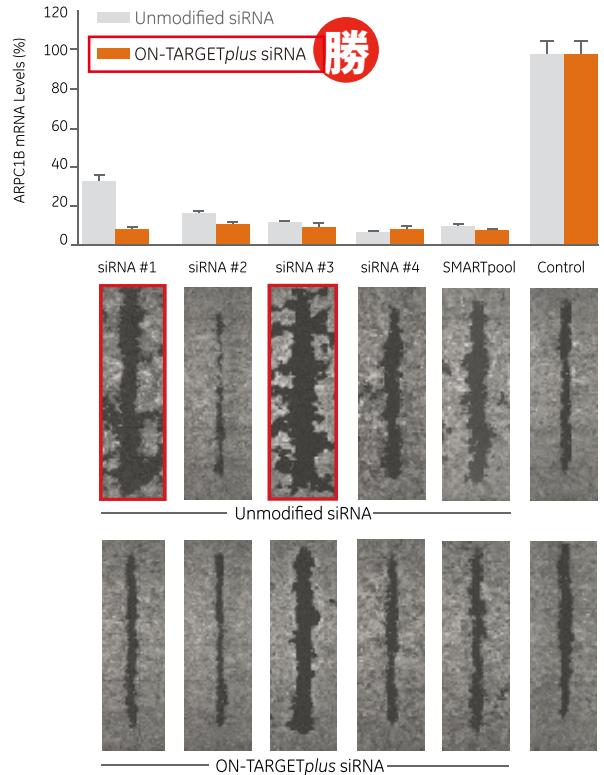 120
Unmodified siRNA
100
ON-TARGETplus siRNA
勝
80
60
40
20
0
ARPC1B mRNA Levels (%)
siRNA #1 siRNA #2 siRNA #3 siRNA #4 SMARTpool Control
Unmodified siRNA
ON-TARGETplus siRNA